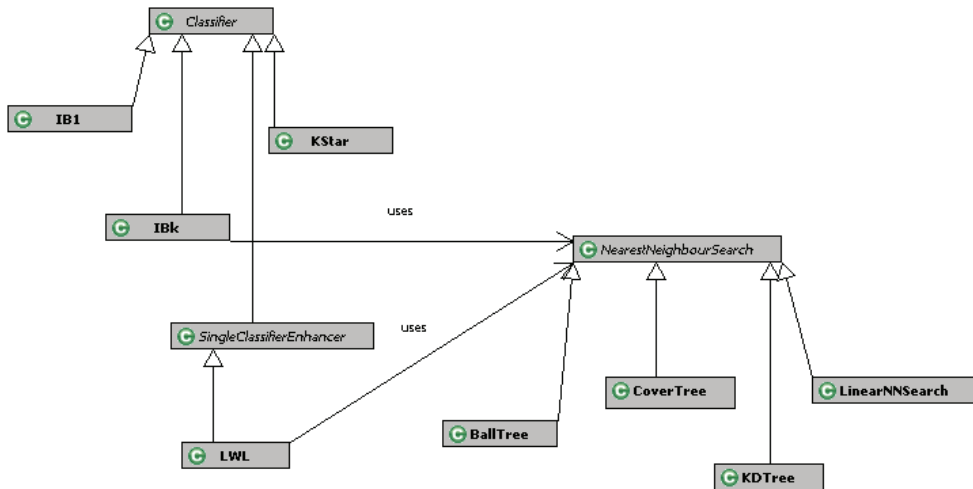 Classifier
IB1
KStar
IBk
uses
NearestNeighbourSearch
SingleClassifierEnhancer
uses
CoverTree
LinearNNSearch
BallTree
LWL
KDTree